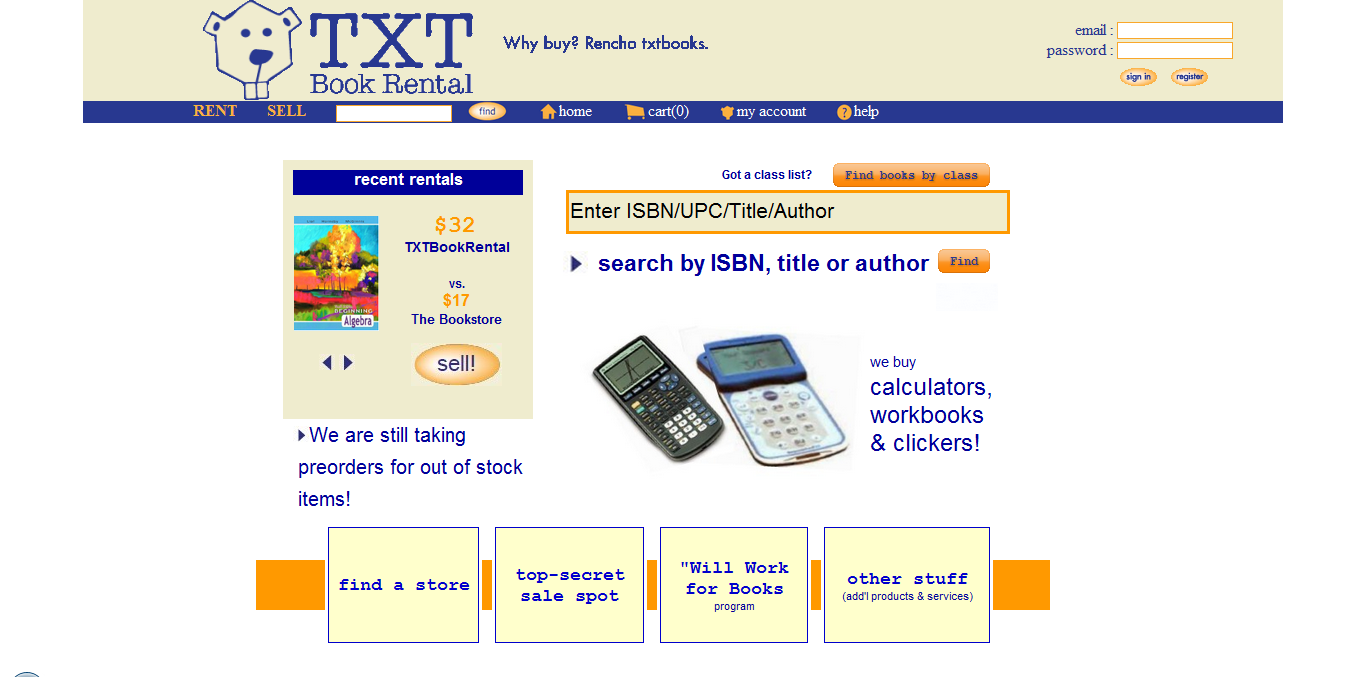 TXT
Book Rental
Why buy? Rencho txtbooks.
email :
password :
sign in
register
RENT SELL find home cart(0) my account ? help
recent rentals
$32
TXTBookRental
vs.
$17
The Bookstore
BEGINNING
Algebra
sell!
We are still taking
preorders for out of stock
items!
Got a class list? Find books by class
Enter ISBN/UPC/Title/Author
search by ISBN, title or author Find
we buy
calculators,
workbooks
& clickers!
find a store
top-secret
sale spot
"Will Work
for Books
program
other stuff
(add'l products & services)